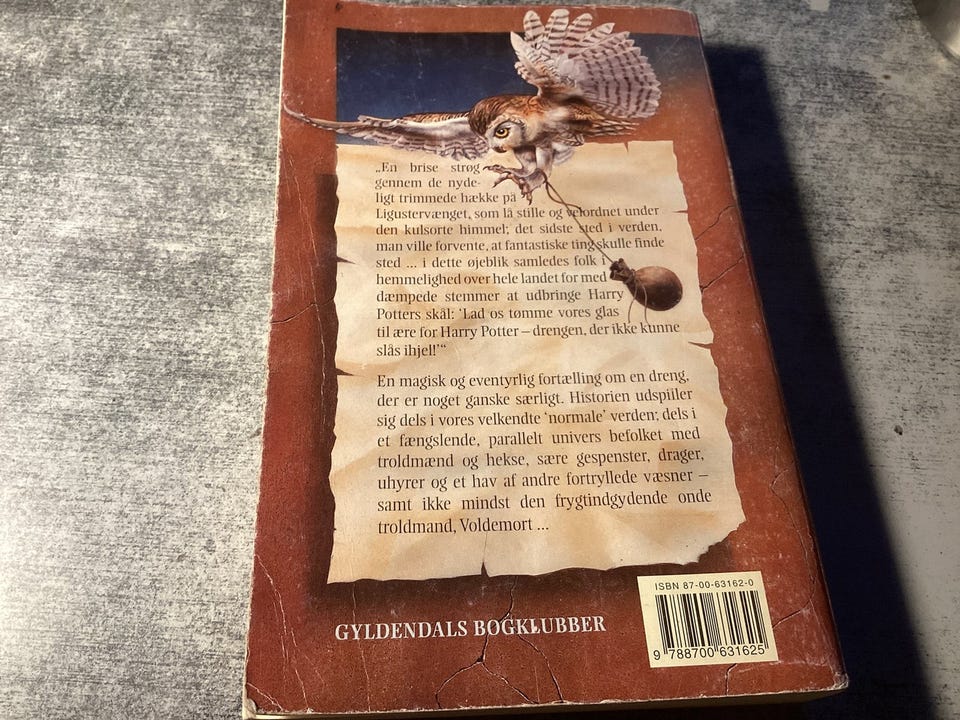 „En brise strøg
gennem de nyde-
ligt trimmede hække på
Ligustervænget, som lå stille og velordnet under
den kulsorte himmel; det sidste sted i verden,
man ville forvente, at fantastiske ting skulle finde
sted ... i dette øjeblik samledes folk i
hemmelighed over hele landet for med
dæmpede stemmer at udbringe Harry
Potters skål: 'Lad os tømme vores glas
til ære for Harry Potter – drengen, der ikke kunne
slås ihjel!'“
En magisk og eventyrlig fortælling om en dreng,
der er noget ganske særligt. Historien udspiller
sig dels i vores velkendte 'normale' verden; dels i
et fængslende, parallelt univers befolket med
troldmænd og hekse, sære gespenster, drager,
uhyrer og et hav af andre fortryllede væsner –
samt ikke mindst den frygtindgydende onde
troldmand, Voldemort ...
GYLDENDALS BOGKLUBBER
ISBN 87-00-63162-0
9 788700 631625